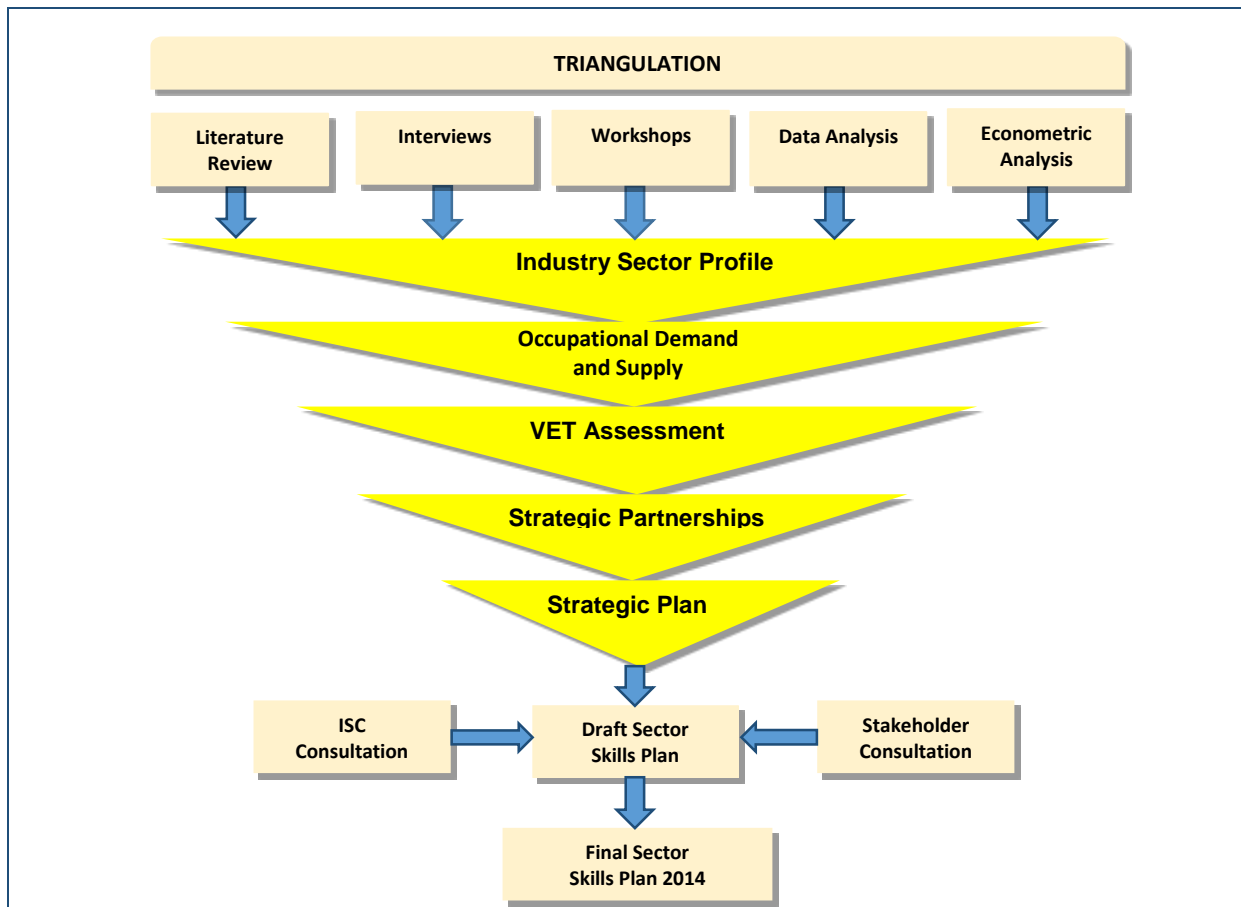 TRIANGULATION
Literature
Review
Interviews
Workshops
Data Analysis
Econometric
Analysis
Industry Sector Profile
Occupational Demand
and Supply
VET Assessment
Strategic Partnerships
Strategic Plan
ISC
Consultation
Draft Sector
Skills Plan
Stakeholder
Consultation
Final Sector
Skills Plan 2014